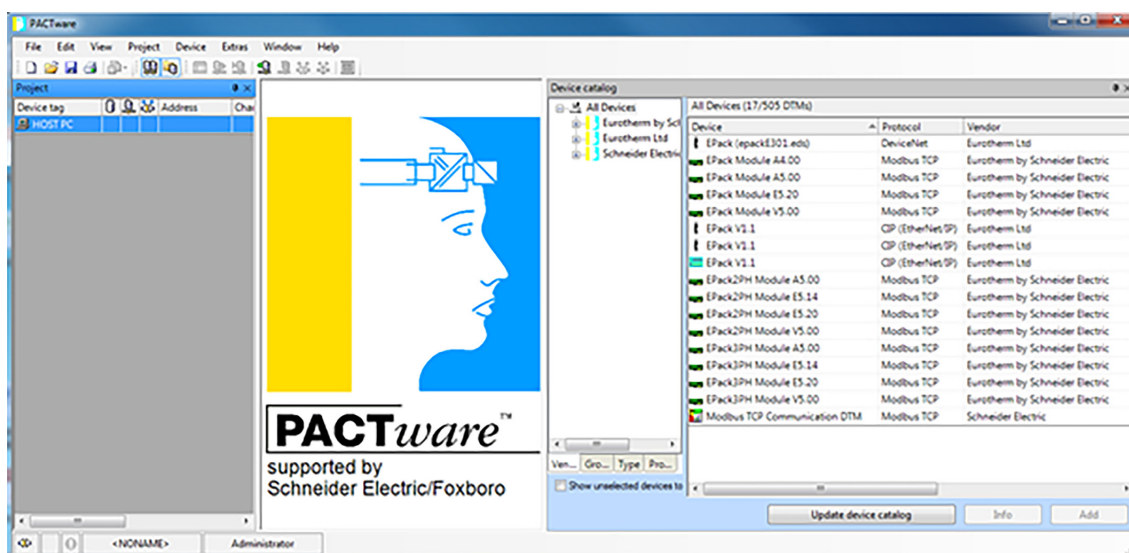 PACTware
File Edit View Project Device Extras Window Help
Project
Device tag Address Cha
HOST PC
PACTware™
supported by
Schneider Electric/Foxboro
Device catalog
All Devices
Eurotherm by Scl
Eurotherm Ltd
Schneider Electric
Ven... Gro... Type Pro...
Show unselected devices to
All Devices (17/505 DTMs)
Device Protocol Vendor
EPack (epackE301.eds) DeviceNet Eurotherm Ltd
EPack Module A4.00 Modbus TCP Eurotherm by Schneider Electric
EPack Module A5.00 Modbus TCP Eurotherm by Schneider Electric
EPack Module E5.20 Modbus TCP Eurotherm by Schneider Electric
EPack Module V5.00 Modbus TCP Eurotherm by Schneider Electric
EPack V1.1 CIP (EtherNet/IP) Eurotherm Ltd
EPack V1.1 CIP (EtherNet/IP) Eurotherm Ltd
EPack V1.1 CIP (EtherNet/IP) Eurotherm Ltd
EPack2PH Module A5.00 Modbus TCP Eurotherm by Schneider Electric
EPack2PH Module E5.14 Modbus TCP Eurotherm by Schneider Electric
EPack2PH Module E5.20 Modbus TCP Eurotherm by Schneider Electric
EPack2PH Module V5.00 Modbus TCP Eurotherm by Schneider Electric
EPack3PH Module A5.00 Modbus TCP Eurotherm by Schneider Electric
EPack3PH Module E5.14 Modbus TCP Eurotherm by Schneider Electric
EPack3PH Module E5.20 Modbus TCP Eurotherm by Schneider Electric
EPack3PH Module V5.00 Modbus TCP Eurotherm by Schneider Electric
Modbus TCP Communication DTM Modbus TCP Schneider Electric
Update device catalog Info Add
<NONAME> Administrator